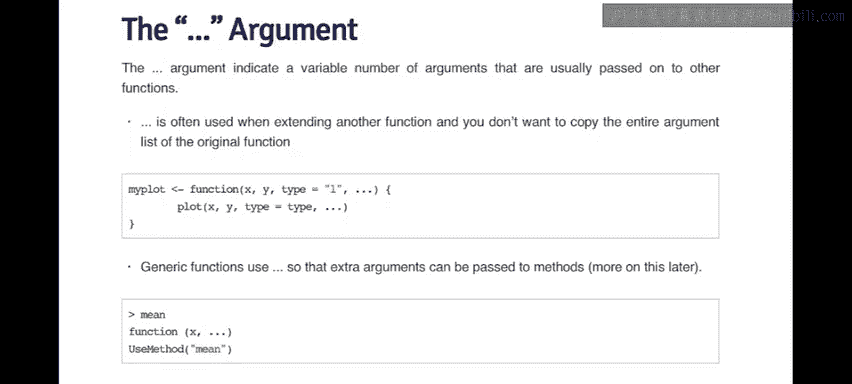 The “...” Argument
The ... argument indicate a variable number of arguments that are usually passed on to other
functions.
· ... is often used when extending another function and you don’t want to copy the entire argument
list of the original function
myplot <- function(x, y, type = "l", ...) {
plot(x, y, type = type, ...)
}
· Generic functions use ... so that extra arguments can be passed to methods (more on this later).
> mean
function (x, ...)
UseMethod("mean")